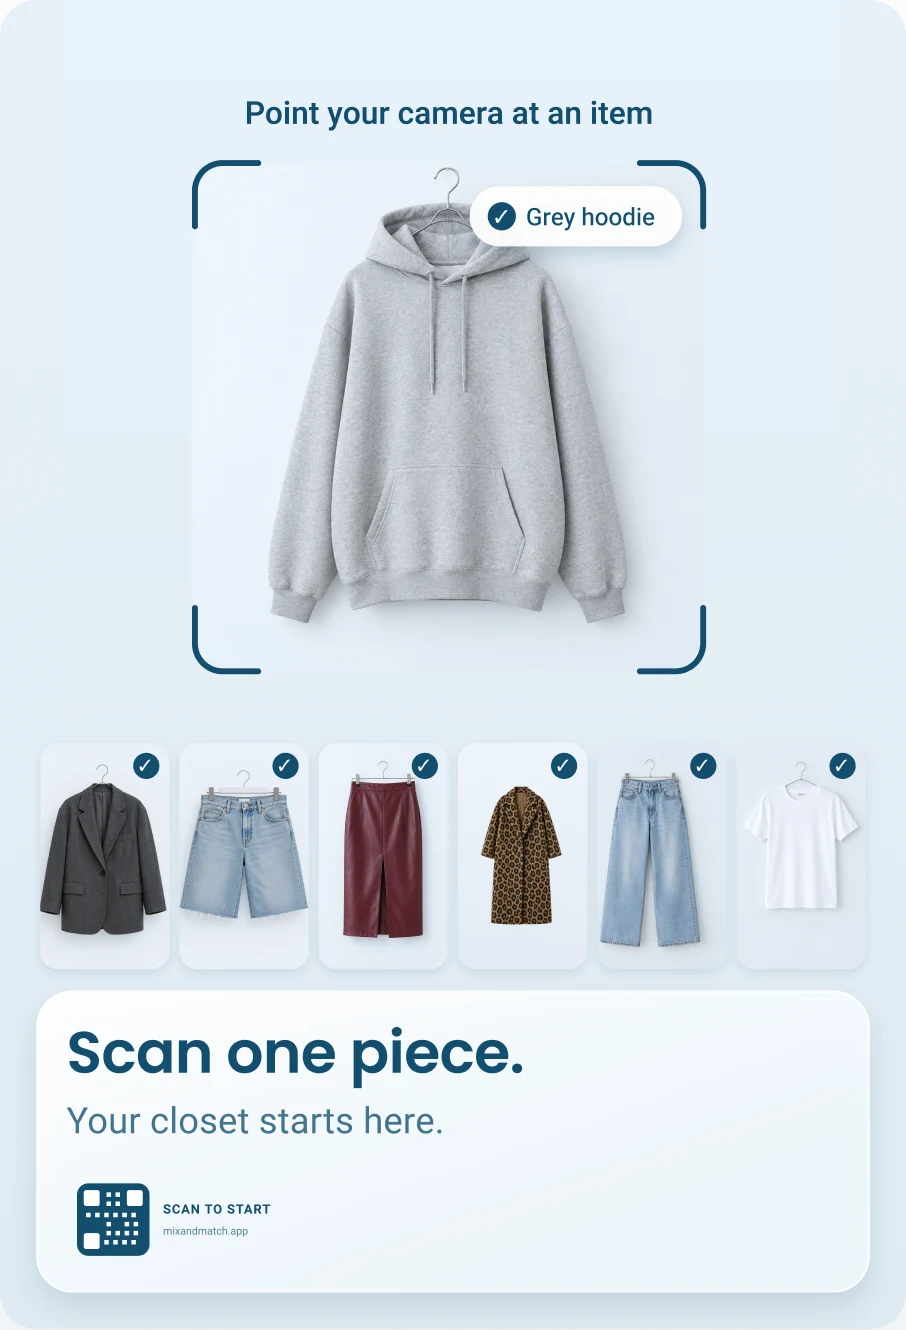 Point your camera at an item
✓ Grey hoodie
Scan one piece.
Your closet starts here.
SCAN TO START
mixandmatch.app